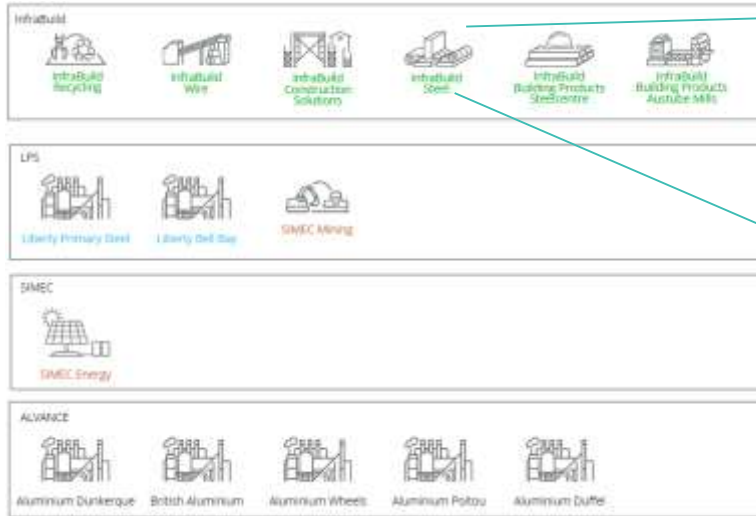 InfraBuild
InfraBuild
Recycling
InfraBuild
Wire
InfraBuild
Construction
Solutions
InfraBuild
Steel
InfraBuild
Building Products
Steelcentre
InfraBuild
Building Products
Austube Mills
LPS
Liberty Primary Steel
Liberty Bell Bay
SIMEC Mining
SIMEC
SIMEC Energy
ALVANCE
Aluminium Dunkerque
British Aluminium
Aluminium Wheels
Aluminium Poitou
Aluminium Duffel